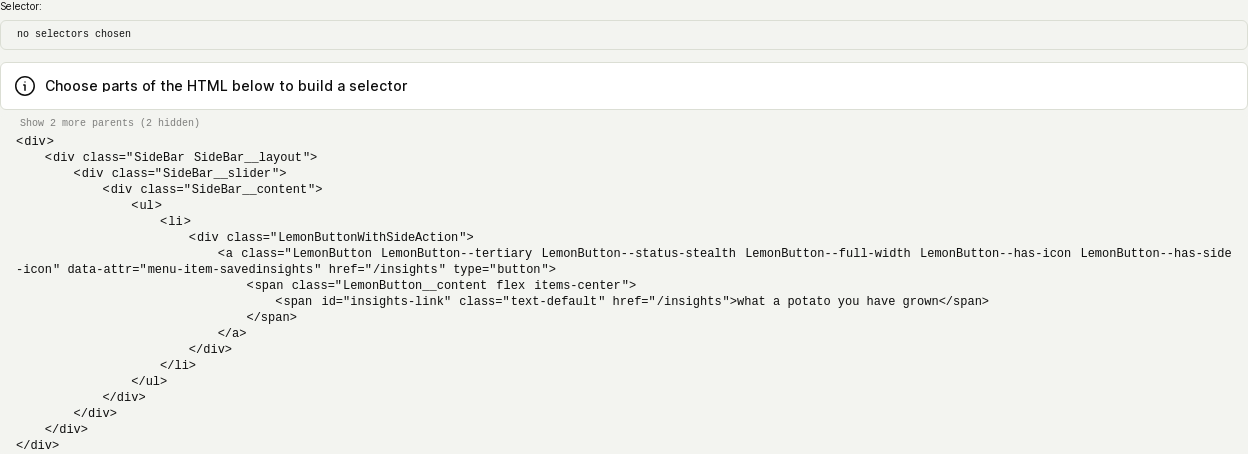 Selector:
no selectors chosen
Choose parts of the HTML below to build a selector
Show 2 more parents (2 hidden)
<div>
<div class="SideBar SideBar__layout">
<div class="SideBar__slider">
<div class="SideBar__content">
<ul>
<li>
<div class="LemonButtonWithSideAction">
<a class="LemonButton LemonButton--tertiary LemonButton--status-stealth LemonButton--full-width LemonButton--has-icon LemonButton--has-side
-icon" data-attr="menu-item-savedinsights" href="/insights" type="button">
<span class="LemonButton__content flex items-center">
<span id="insights-link" class="text-default" href="/insights">what a potato you have grown</span>
</span>
</a>
</div>
</li>
</ul>
</div>
</div>
</div>
</div>